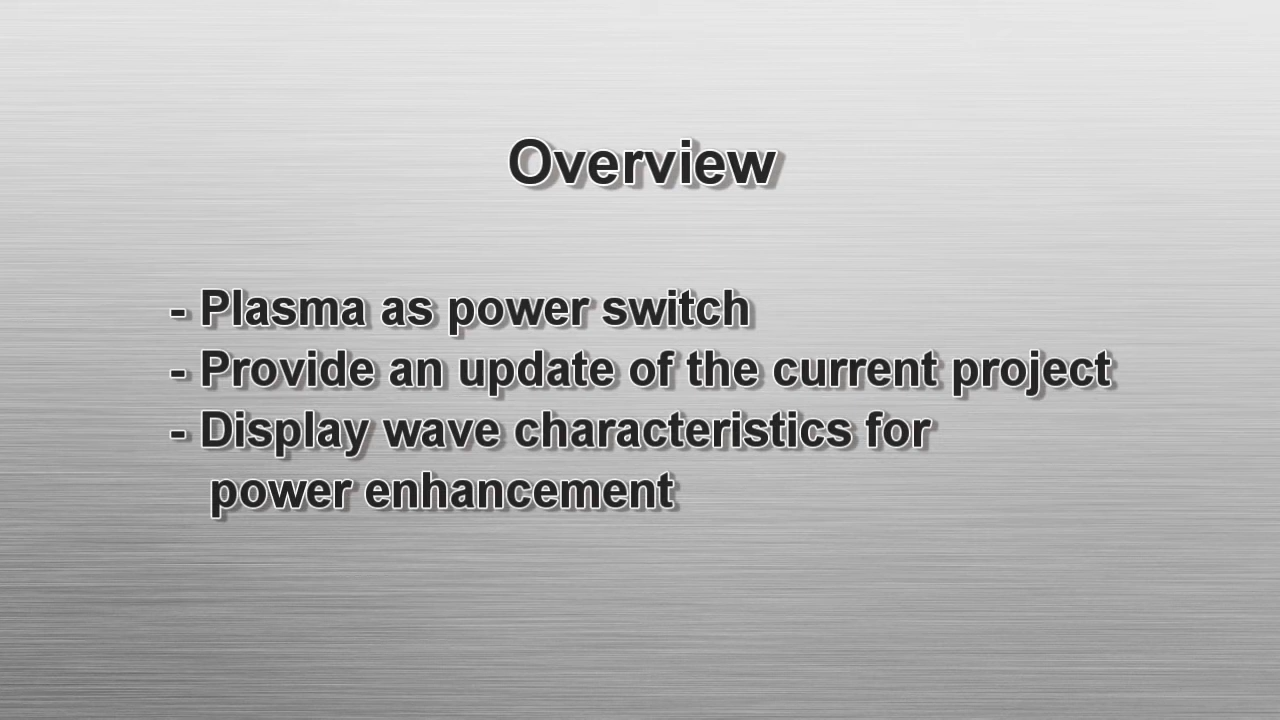 Overview
- Plasma as power switch
- Provide an update of the current project
- Display wave characteristics for
power enhancement